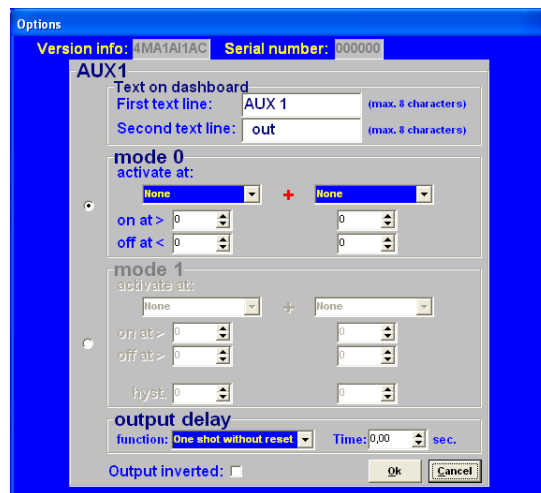 Options
Version info: 4MA1AI1AC Serial number: 000000
AUX1
Text on dashboard
First text line: AUX 1 (max. 8 characters)
Second text line: out (max. 8 characters)
mode 0
activate at:
None + None
on at > 0 0
off at < 0 0
mode 1
activate at:
None + None
on at > 0 0
off at > 0 0
hyst. 0 0
output delay
function: One shot without reset Time: 0,00 sec.
Output inverted:
Ok Cancel